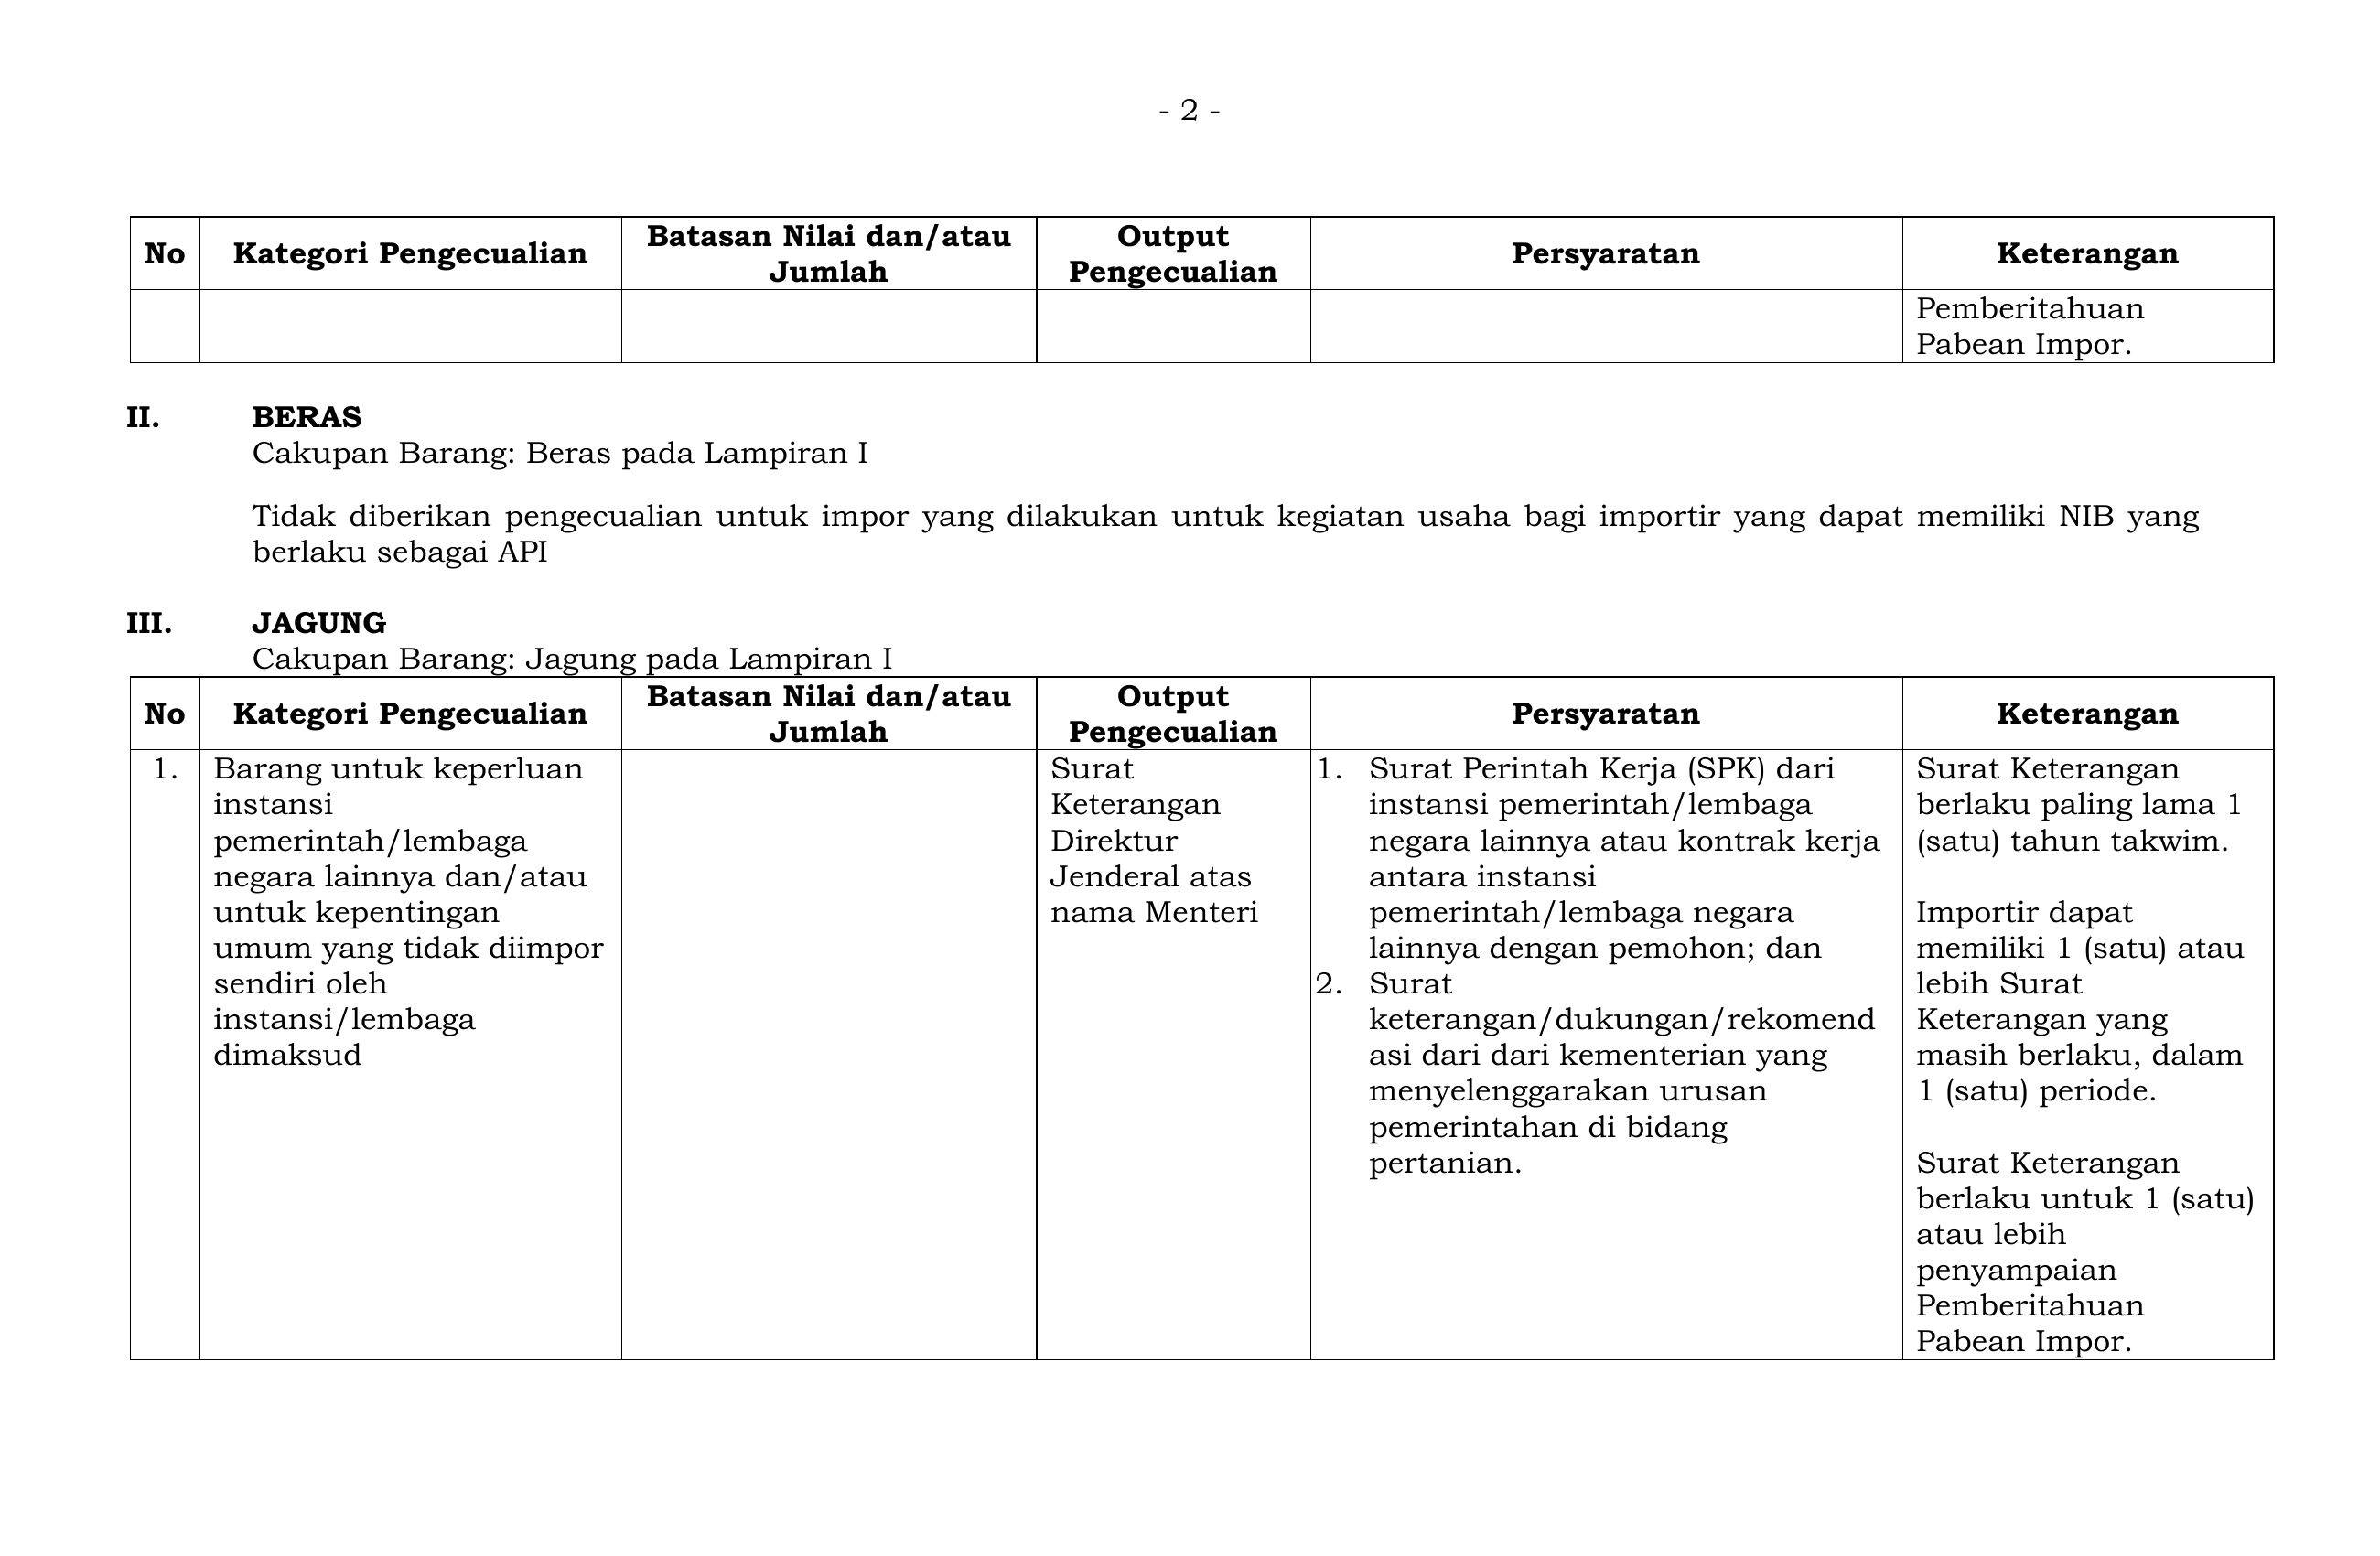 - 2 -
No
Kategori Pengecualian
Batasan Nilai dan/atau
Jumlah
Output
Pengecualian
Persyaratan
Keterangan
Pemberitahuan
Pabean Impor.
II. BERAS
Cakupan Barang: Beras pada Lampiran I
Tidak diberikan pengecualian untuk impor yang dilakukan untuk kegiatan usaha bagi importir yang dapat memiliki NIB yang
berlaku sebagai API
III. JAGUNG
Cakupan Barang: Jagung pada Lampiran I
No
Kategori Pengecualian
Batasan Nilai dan/atau
Jumlah
Output
Pengecualian
Persyaratan
Keterangan
1.
Barang untuk keperluan
instansi
pemerintah/lembaga
negara lainnya dan/atau
untuk kepentingan
umum yang tidak diimpor
sendiri oleh
instansi/lembaga
dimaksud
Surat
Keterangan
Direktur
Jenderal atas
nama Menteri
1. Surat Perintah Kerja (SPK) dari
instansi pemerintah/lembaga
negara lainnya atau kontrak kerja
antara instansi
pemerintah/lembaga negara
lainnya dengan pemohon; dan
2. Surat
keterangan/dukungan/rekomend
asi dari dari kementerian yang
menyelenggarakan urusan
pemerintahan di bidang
pertanian.
Surat Keterangan
berlaku paling lama 1
(satu) tahun takwim.
Importir dapat
memiliki 1 (satu) atau
lebih Surat
Keterangan yang
masih berlaku, dalam
1 (satu) periode.
Surat Keterangan
berlaku untuk 1 (satu)
atau lebih
penyampaian
Pemberitahuan
Pabean Impor.